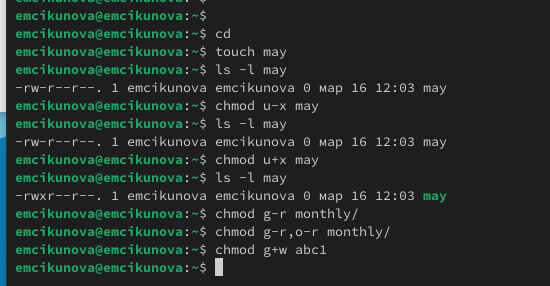 emcikunova@emcikunova:~$
emcikunova@emcikunova:~$ cd
emcikunova@emcikunova:~$ touch may
emcikunova@emcikunova:~$ ls -l may
-rw-r--r--. 1 emcikunova emcikunova 0 мар 16 12:03 may
emcikunova@emcikunova:~$ chmod u-x may
emcikunova@emcikunova:~$ ls -l may
-rw-r--r--. 1 emcikunova emcikunova 0 мар 16 12:03 may
emcikunova@emcikunova:~$ chmod u+x may
emcikunova@emcikunova:~$ ls -l may
-rwxr--r--. 1 emcikunova emcikunova 0 мар 16 12:03 may
emcikunova@emcikunova:~$ chmod g-r monthly/
emcikunova@emcikunova:~$ chmod g-r,o-r monthly/
emcikunova@emcikunova:~$ chmod g+w abc1
emcikunova@emcikunova:~$